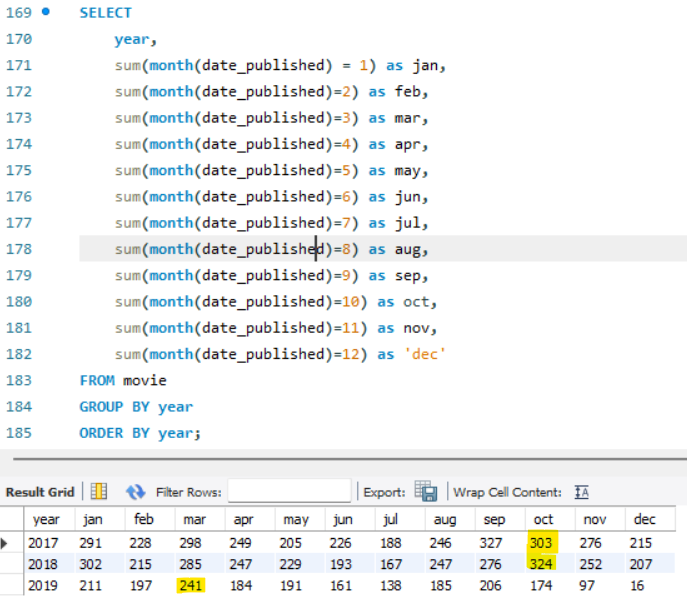 169 SELECT
170 year,
171 sum(month(date_published) = 1) as jan,
172 sum(month(date_published)=2) as feb,
173 sum(month(date_published)=3) as mar,
174 sum(month(date_published)=4) as apr,
175 sum(month(date_published)=5) as may,
176 sum(month(date_published)=6) as jun,
177 sum(month(date_published)=7) as jul,
178 sum(month(date_published)=8) as aug,
179 sum(month(date_published)=9) as sep,
180 sum(month(date_published)=10) as oct,
181 sum(month(date_published)=11) as nov,
182 sum(month(date_published)=12) as 'dec'
183 FROM movie
184 GROUP BY year
185 ORDER BY year;
Result Grid Filter Rows: Export: Wrap Cell Content: IA
year jan feb mar apr may jun jul aug sep oct nov dec
2017 291 228 298 249 205 226 188 246 327 303 276 215
2018 302 215 285 247 229 193 167 247 276 324 252 207
2019 211 197 241 184 191 161 138 185 206 174 97 16